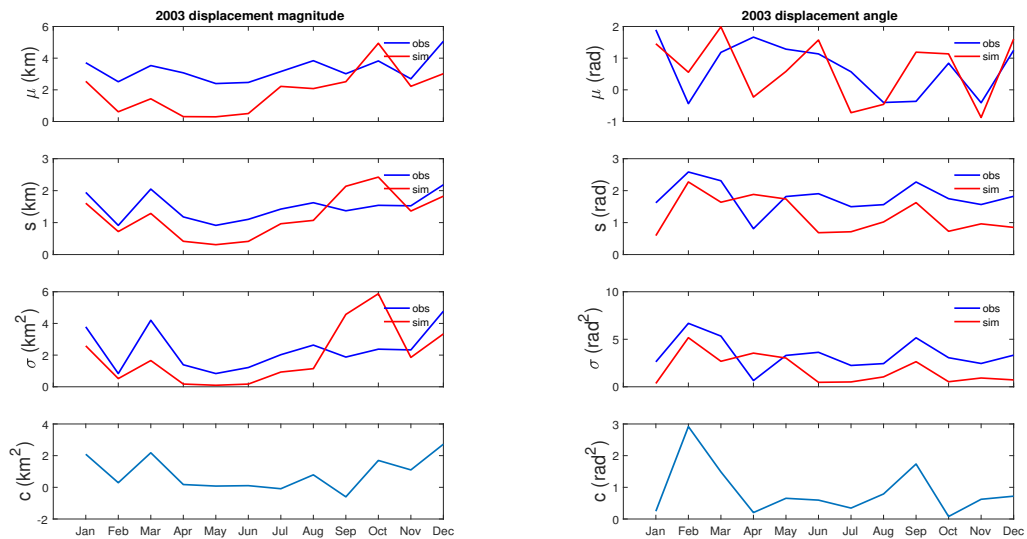 2003 displacement magnitude
6
4
2
0
μ (km)
obs
sim
3
2
1
0
s (km)
obs
sim
6
4
2
0
σ (km²)
obs
sim
4
2
0
-2
c (km²)
Jan Feb Mar Apr May Jun Jul Aug Sep Oct Nov Dec
2003 displacement angle
2
1
0
-1
μ (rad)
obs
sim
3
2
1
0
s (rad)
obs
sim
10
5
0
σ (rad²)
obs
sim
3
2
1
0
c (rad²)
Jan Feb Mar Apr May Jun Jul Aug Sep Oct Nov Dec